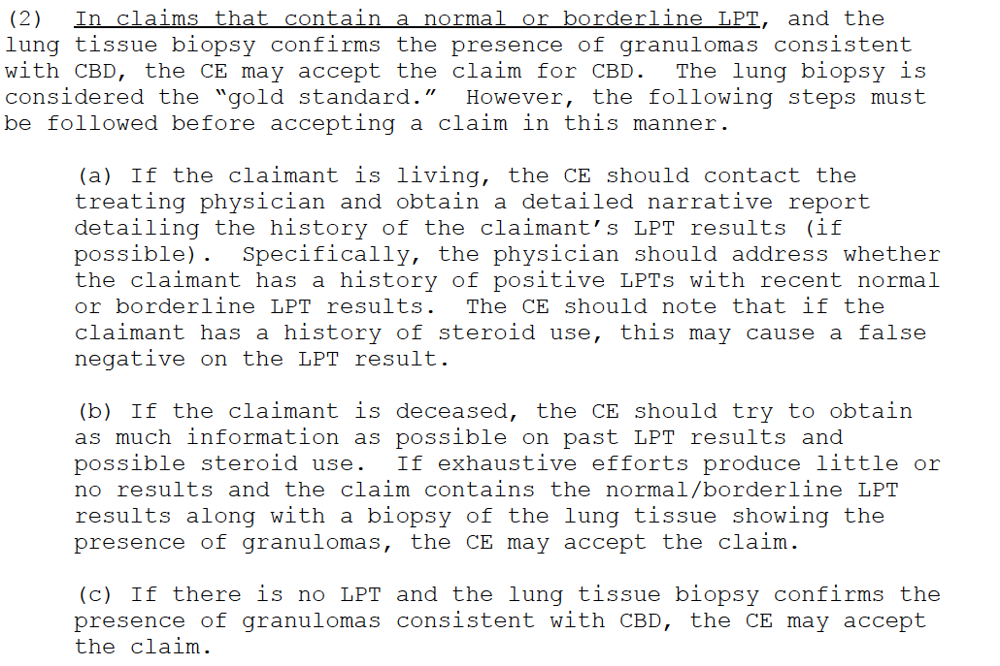 (2) In claims that contain a normal or borderline LPT, and the
lung tissue biopsy confirms the presence of granulomas consistent
with CBD, the CE may accept the claim for CBD. The lung biopsy is
considered the “gold standard.” However, the following steps must
be followed before accepting a claim in this manner.
(a) If the claimant is living, the CE should contact the
treating physician and obtain a detailed narrative report
detailing the history of the claimant’s LPT results (if
possible). Specifically, the physician should address whether
the claimant has a history of positive LPTs with recent normal
or borderline LPT results. The CE should note that if the
claimant has a history of steroid use, this may cause a false
negative on the LPT result.
(b) If the claimant is deceased, the CE should try to obtain
as much information as possible on past LPT results and
possible steroid use. If exhaustive efforts produce little or
no results and the claim contains the normal/borderline LPT
results along with a biopsy of the lung tissue showing the
presence of granulomas, the CE may accept the claim.
(c) If there is no LPT and the lung tissue biopsy confirms the
presence of granulomas consistent with CBD, the CE may accept
the claim.